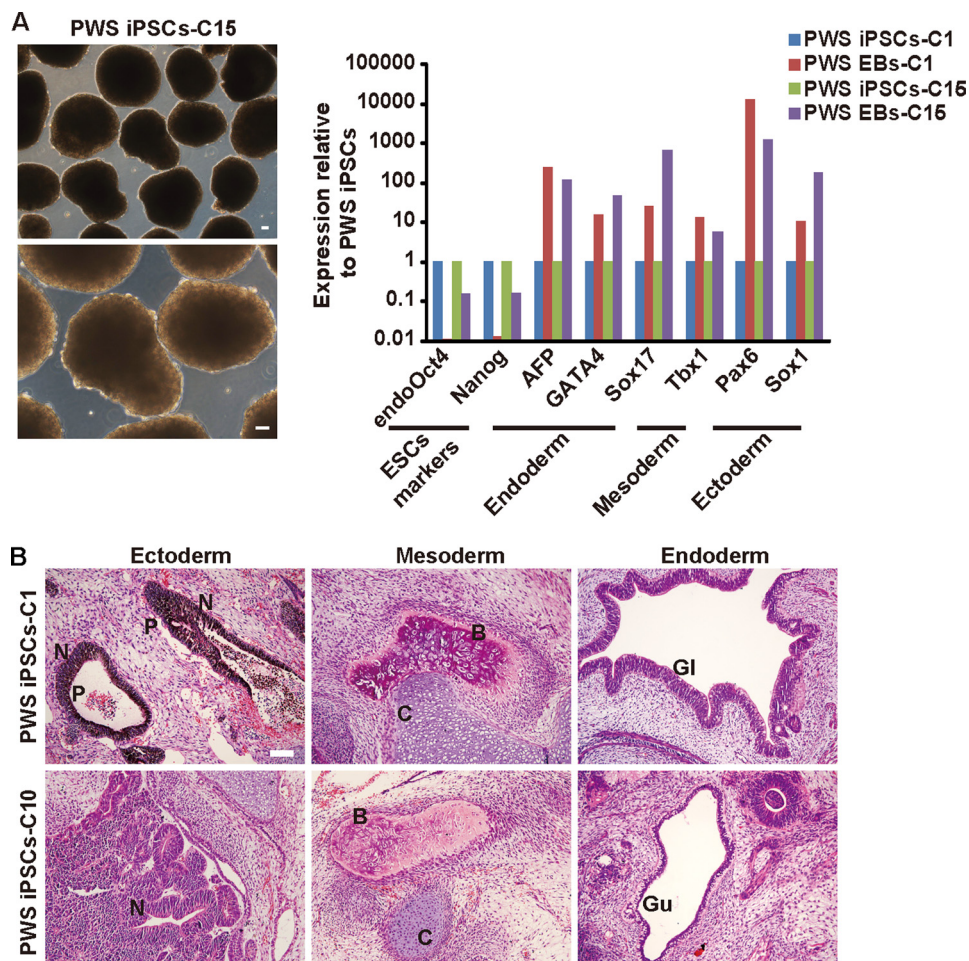 A
PWS iPSCs-C15
PWS iPSCs-C1
PWS EBs-C1
PWS iPSCs-C15
PWS EBs-C15
Expression relative
to PWS iPSCs
100000
10000
1000
100
10
1
0.1
0.01
endoOct4
Nanog
AFP
GATA4
Sox17
Tbx1
Pax6
Sox1
ESCs
markers
Endoderm
Mesoderm
Ectoderm
B
Ectoderm
Mesoderm
Endoderm
PWS iPSCs-C1
N
P
N
P
B
C
Gl
PWS iPSCs-C10
N
B
C
Gu